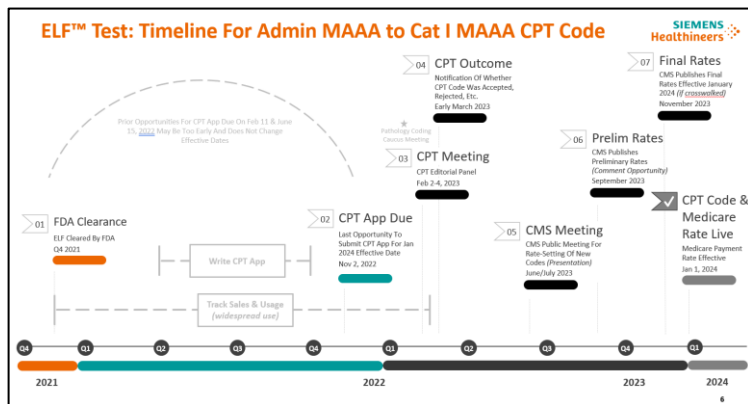 ELF™ Test: Timeline For Admin MAAA to Cat I MAAA CPT Code
SIEMENS
Healthineers
Prior Opportunities For CPT App Due On Feb 11 & June
15, 2022 May Be Too Early And Does Not Change
Effective Dates
01
FDA Clearance
ELF Cleared By FDA
Q4 2021
Write CPT App
Track Sales & Usage
(widespread use)
02
CPT App Due
Last Opportunity To
Submit CPT App For Jan
2024 Effective Date
Nov 2, 2022
Pathology Coding
Caucus Meeting
03
CPT Meeting
CPT Editorial Panel
Feb 2-4, 2023
04
CPT Outcome
Notification Of Whether
CPT Code Was Accepted,
Rejected, Etc.
Early March 2023
05
CMS Meeting
CMS Public Meeting For
Rate-Setting Of New
Codes (Presentation)
June/July 2023
06
Prelim Rates
CMS Publishes
Preliminary Rates
(Comment Opportunity)
September 2023
07
Final Rates
CMS Publishes Final
Rates Effective January
2024 (if crosswalked)
November 2023
CPT Code &
Medicare
Rate Live
Medicare Payment
Rate Effective
Jan 1, 2024
Q4 Q1 Q2 Q3 Q4 Q1 Q2 Q3 Q4 Q1
2021 2022 2023 2024
6